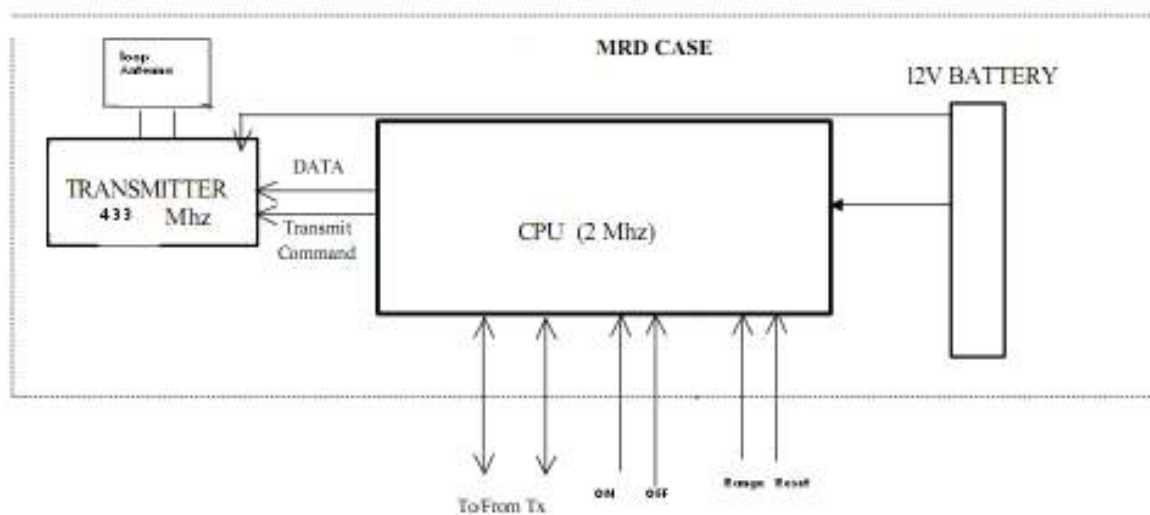 MRD CASE
loop
Antenna
12V BATTERY
DATA
TRANSMITTER
433 Mhz
Transmit
Command
CPU (2 Mhz)
To/From Tx
ON
OFF
Range
Reset